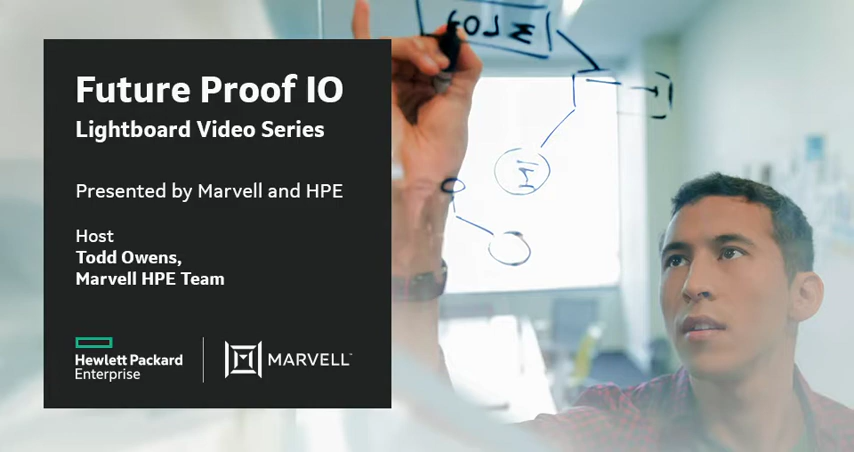 Future Proof IO
Lightboard Video Series
Presented by Marvell and HPE
Host
Todd Owens,
Marvell HPE Team
Hewlett Packard
Enterprise
MARVELL™